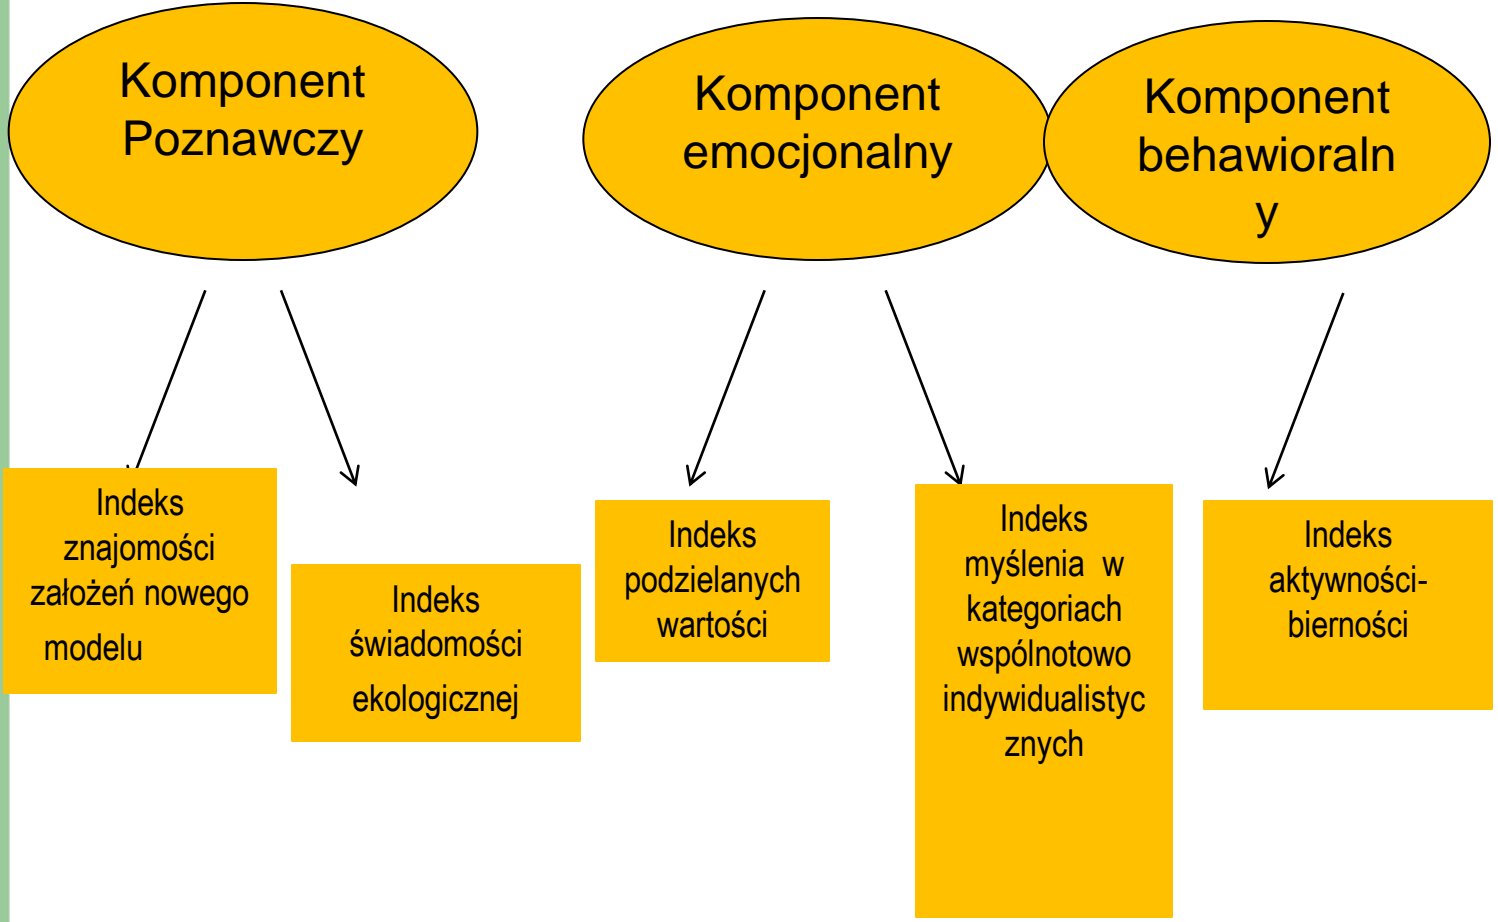 Komponent
Poznawczy
Komponent
emocjonalny
Komponent
behawioraln
y
Indeks
znajomości
założeń nowego
modelu
Indeks
świadomości
ekologicznej
Indeks
podzielanych
wartości
Indeks
myślenia w
kategoriach
wspólnotowo
indywidualistyc
znych
Indeks
aktywności-
bierności